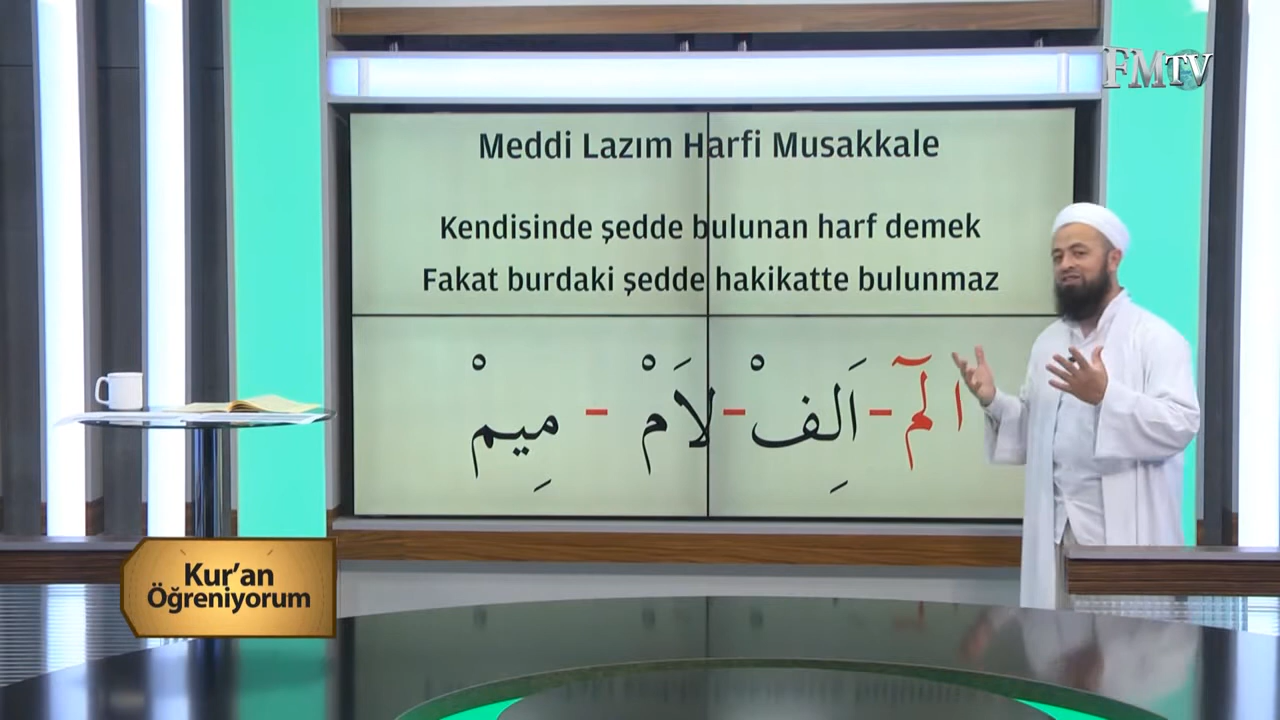 FMTV
Meddi Lazım Harfi Musakkale
Kendisinde şedde bulunan harf demek
Fakat burdaki şedde hakikatte bulunmaz
الٓمٓ - اَلِفْ - لاَمْ - مِيمْ
Kur'an
Öğreniyorum